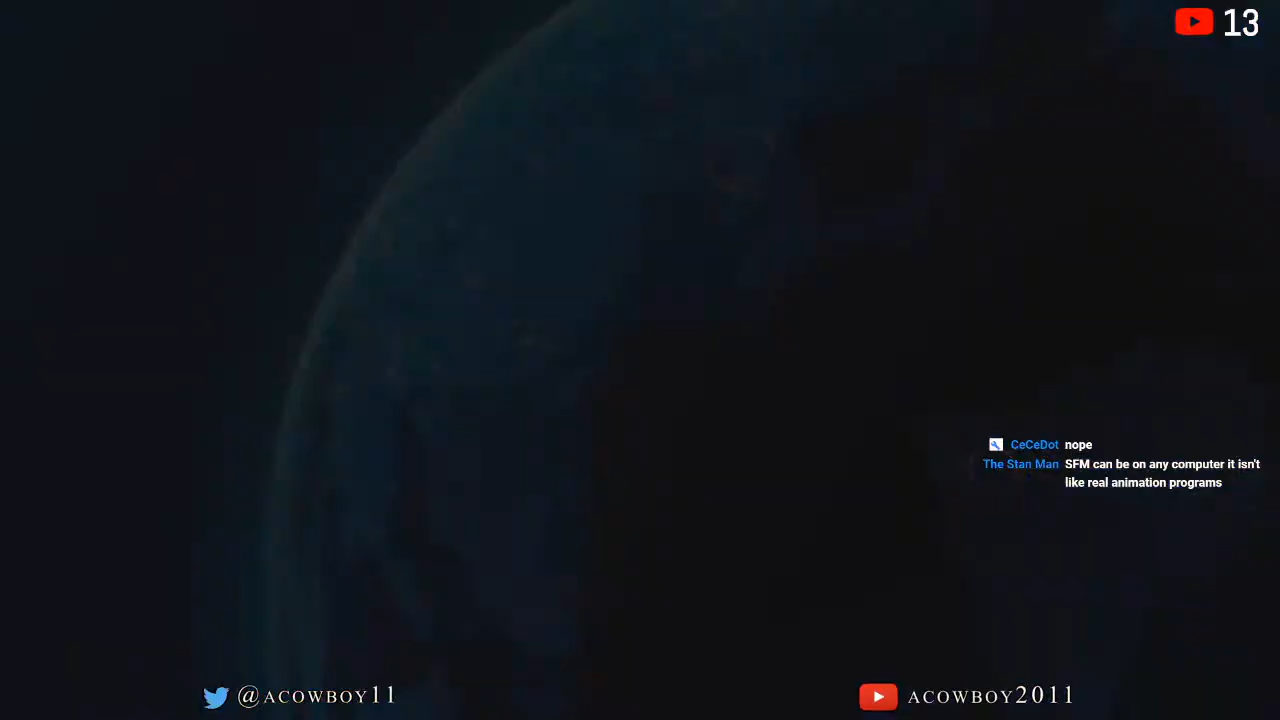 13
CeCeDot nope
The Stan Man SFM can be on any computer it isn't
like real animation programs
@ACOWBOY11
ACOWBOY2011